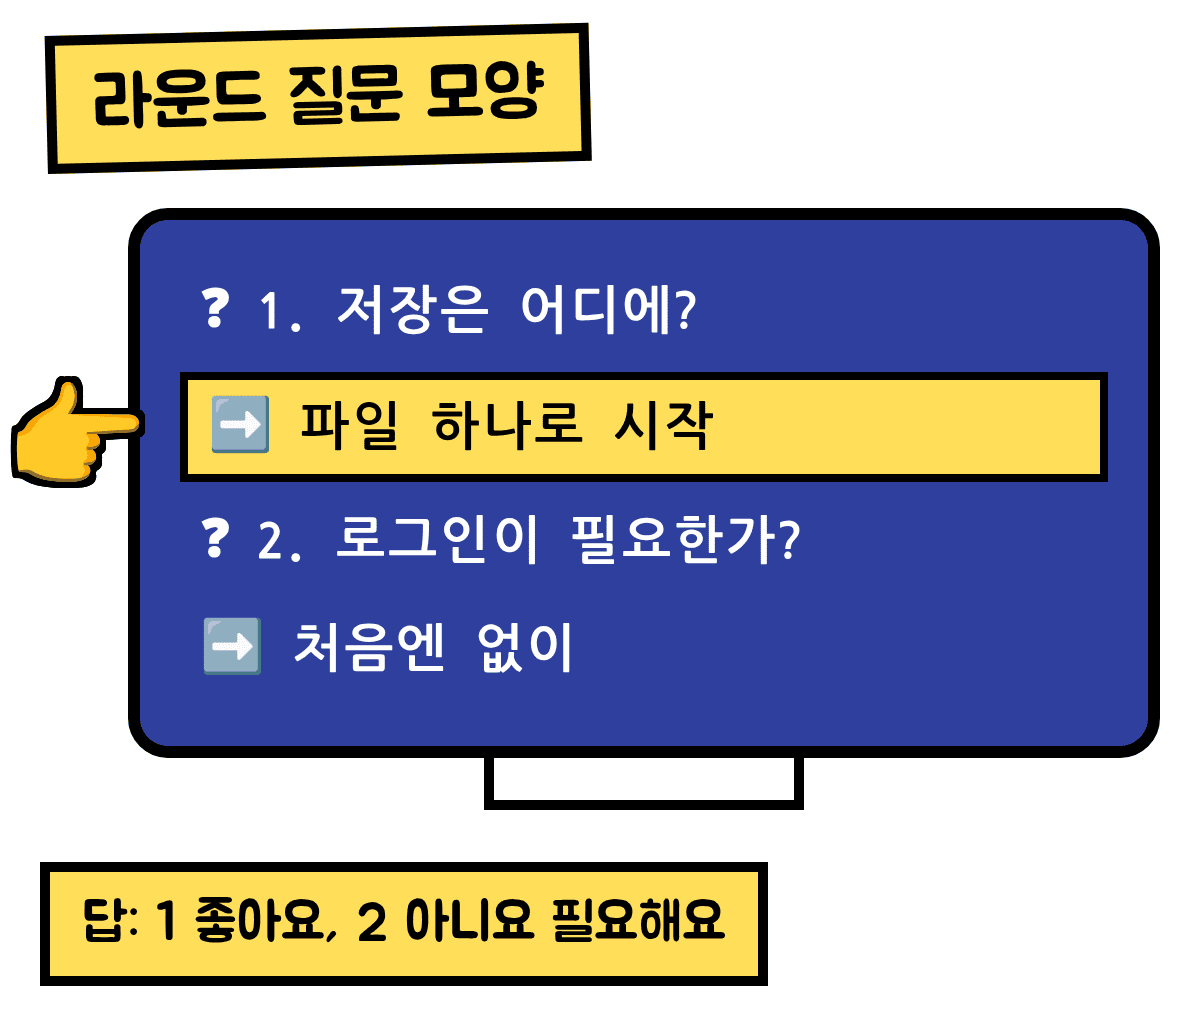 라운드 질문 모양
❓ 1. 저장은 어디에?
➡️ 파일 하나로 시작
❓ 2. 로그인이 필요한가?
➡️ 처음엔 없이
답: 1 좋아요, 2 아니요 필요해요